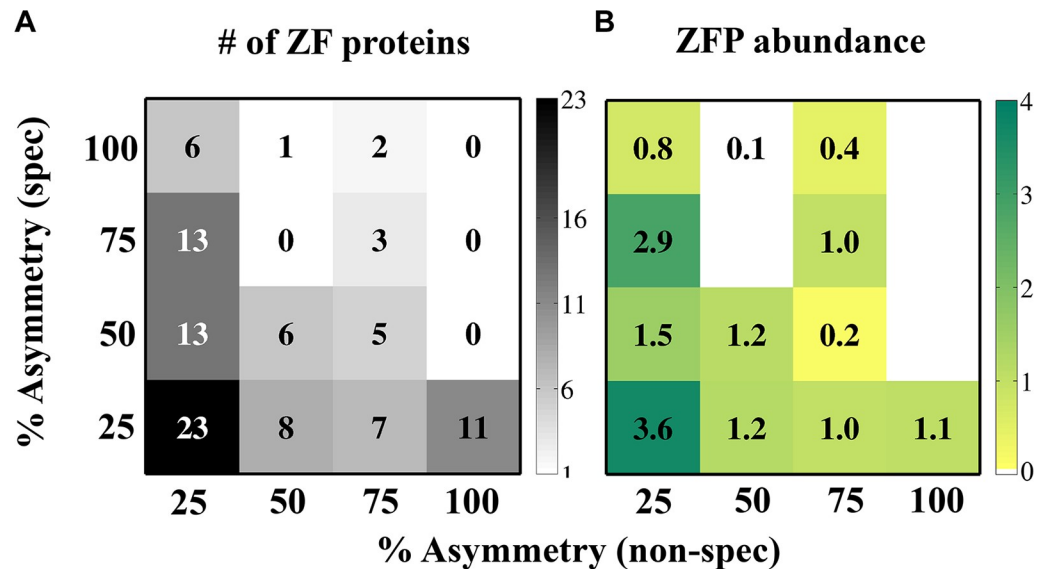 A
# of ZF proteins
% Asymmetry (spec)
100 6 1 2 0
75 13 0 3 0
50 13 6 5 0
25 23 8 7 11
25 50 75 100
23
16
11
6
1
B
ZFP abundance
0.8 0.1 0.4
2.9 1.0
1.5 1.2 0.2
3.6 1.2 1.0 1.1
25 50 75 100
4
3
2
1
0
% Asymmetry (non-spec)